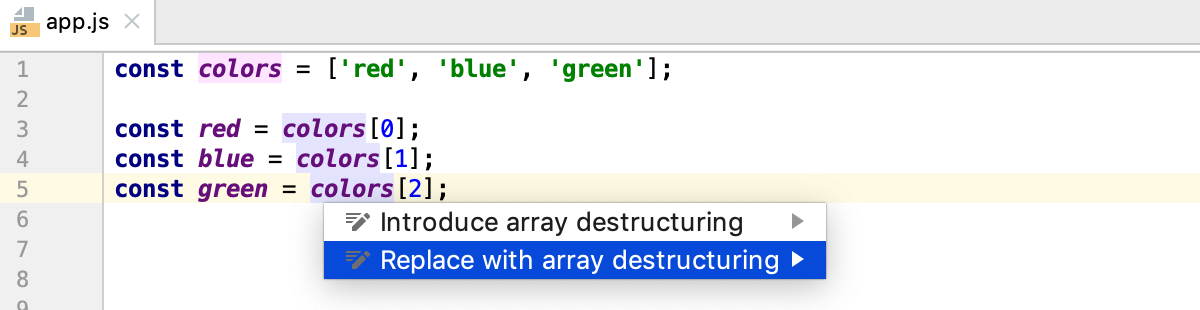 JS app.js
1 const colors = ['red', 'blue', 'green'];
2
3 const red = colors[0];
4 const blue = colors[1];
5 const green = colors[2];
6 Introduce array destructuring
7 Replace with array destructuring
8
9